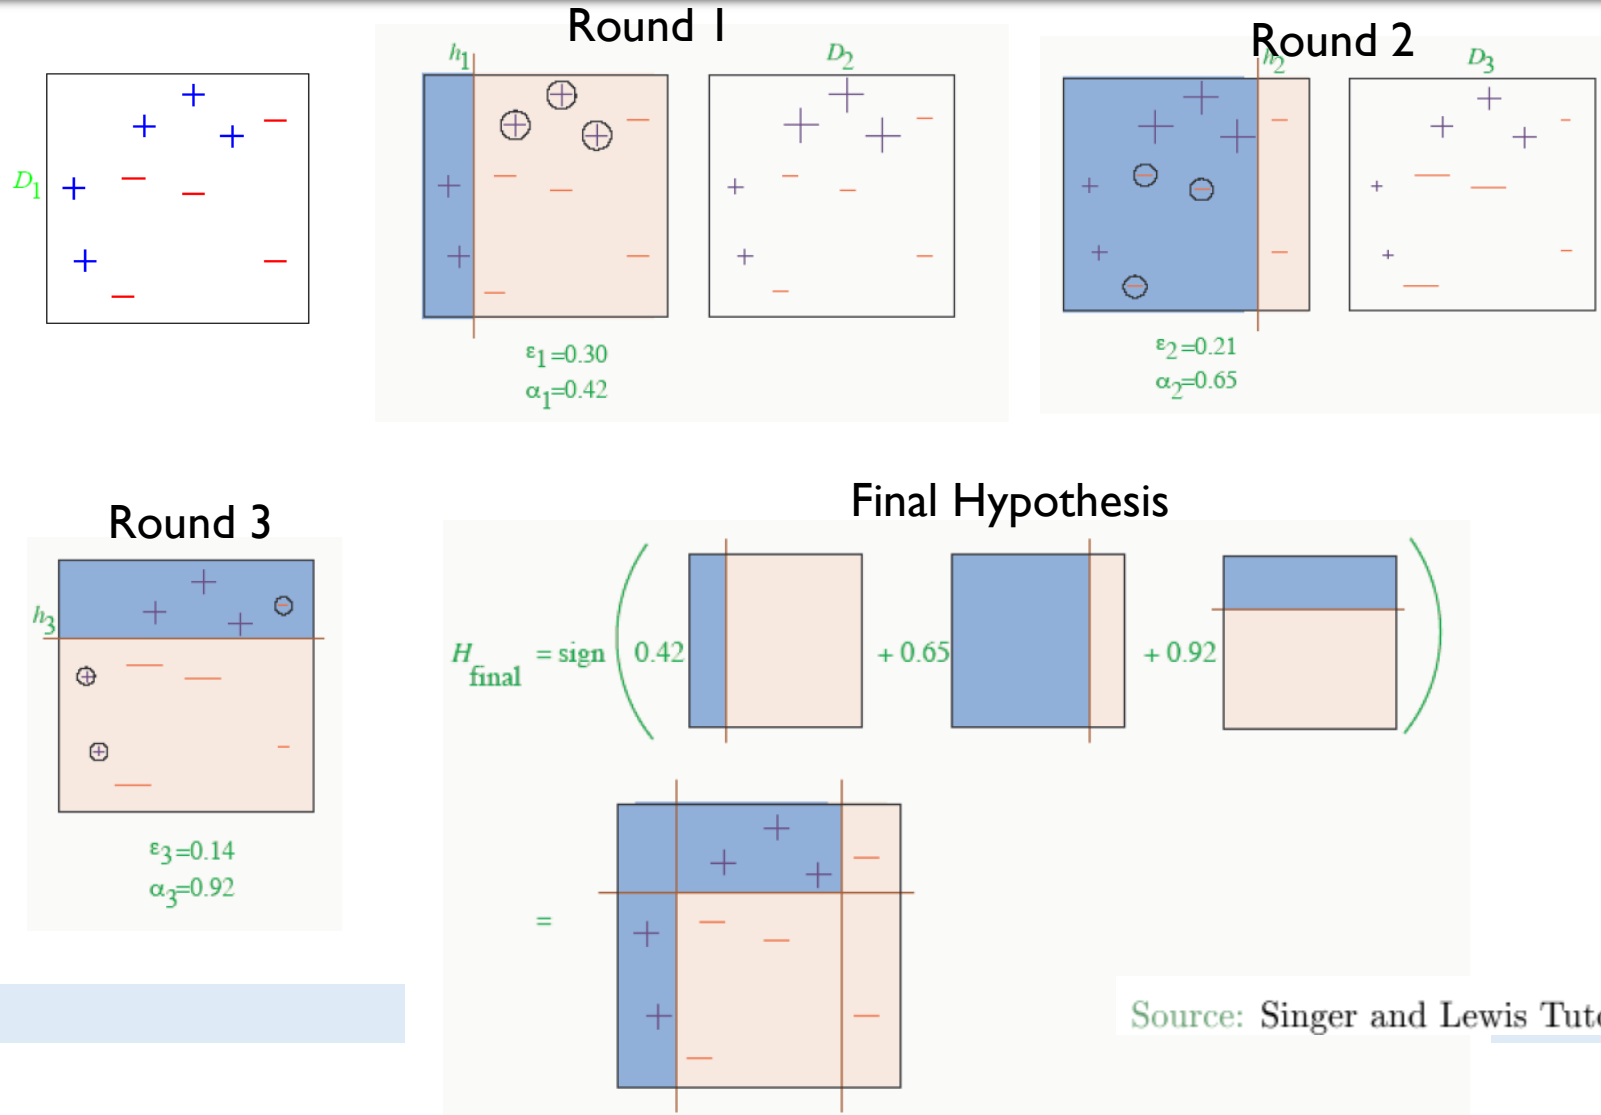 Round 1
Round 2
D1
h1
D2
h2
D3
ε1=0.30
α1=0.42
ε2=0.21
α2=0.65
Round 3
h3
ε3=0.14
α3=0.92
Final Hypothesis
H final = sign ( 0.42 + 0.65 + 0.92 )
=
Source: Singer and Lewis